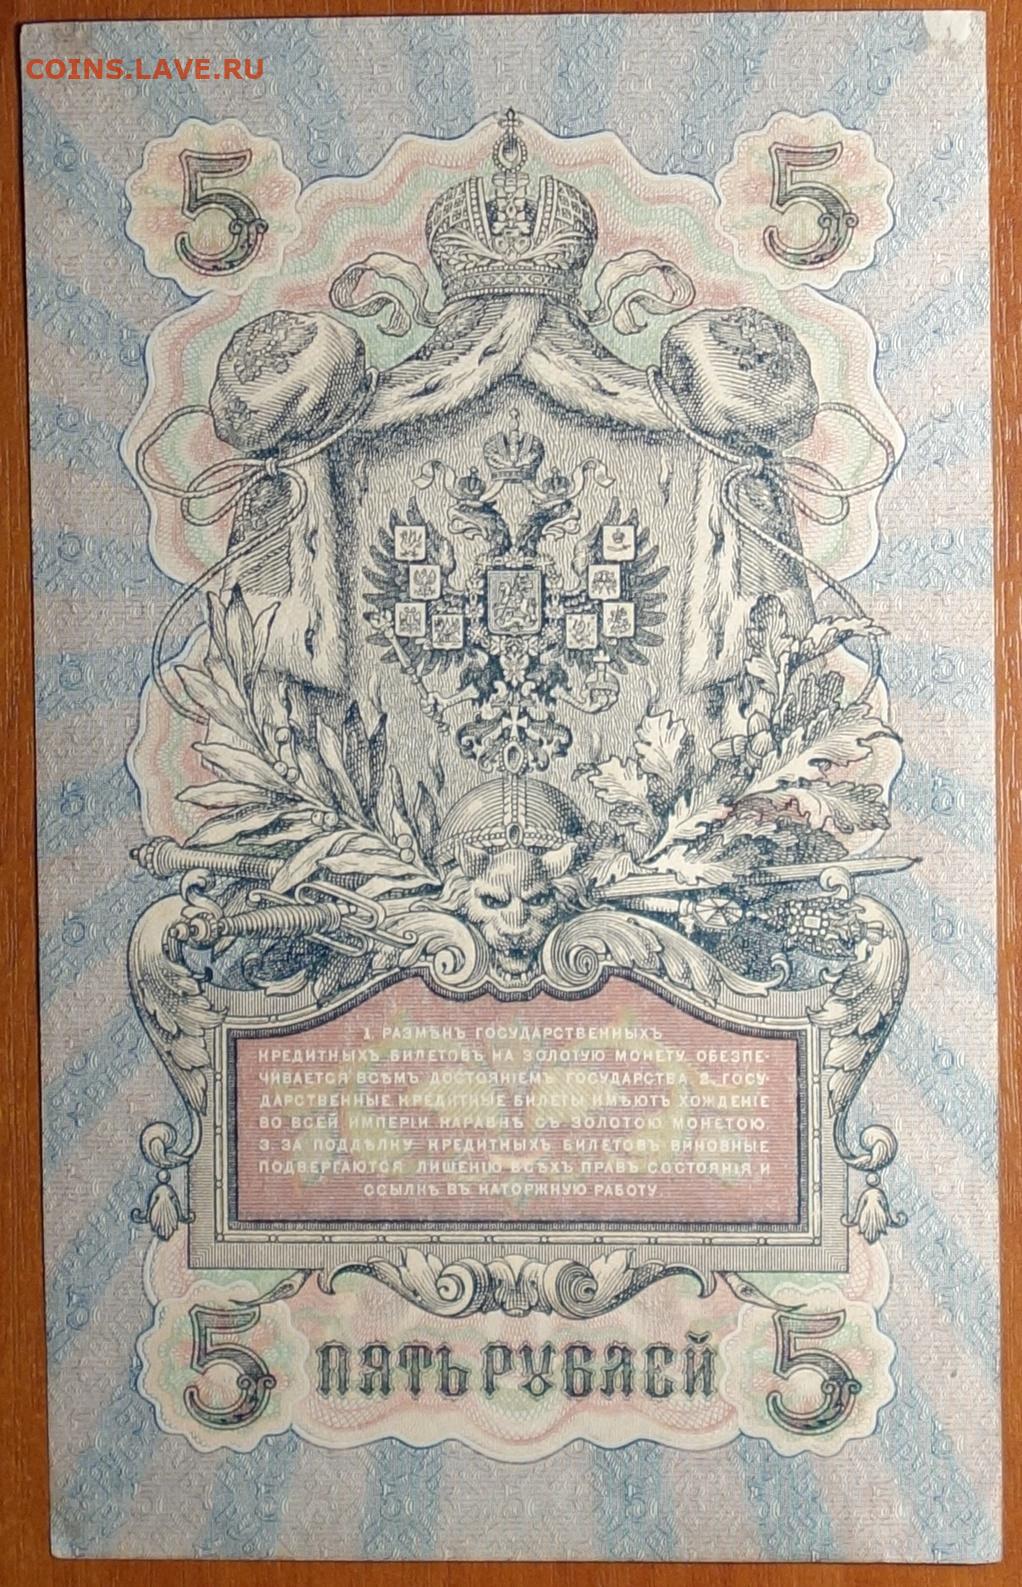 COINS.LAVE.RU
5 5
1. РАЗМѢНЪ ГОСУДАРСТВЕННЫХЪ
КРЕДИТНЫХЪ БИЛЕТОВЪ НА ЗОЛОТУЮ МОНЕТУ ОБЕЗПЕ-
ЧИВАЕТСЯ ВСѢМЪ ДОСТОЯНІЕМЪ ГОСУДАРСТВА 2. ГОСУ-
ДАРСТВЕННЫЕ КРЕДИТНЫЕ БИЛЕТЫ ИМѢЮТЪ ХОЖДЕНІЕ
ВО ВСЕЙ ИМПЕРІИ НАРАВНѢ СЪ ЗОЛОТОЮ МОНЕТОЮ
3 ЗА ПОДДѢЛКУ КРЕДИТНЫХЪ БИЛЕТОВЪ ВИНОВНЫЕ
ПОДВЕРГАЮТСЯ ЛИШЕНІЮ ВСѢХЪ ПРАВЪ СОСТОЯНІЯ И
ССЫЛКѢ ВЪ КАТОРЖНУЮ РАБОТУ
5 ПЯТЬ РУБЛЕЙ 5